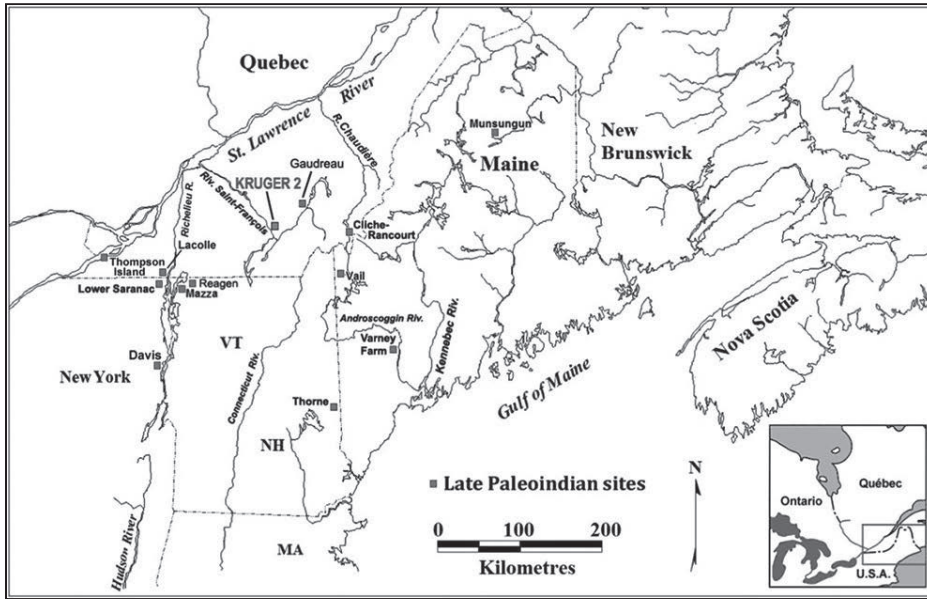 Quebec
St. Lawrence
River
R.Chaudière
Munsungun
Maine
New
Brunswick
Gaudreau
KRUGER 2
Riv. Saint-François
Richelieu R.
Lacolle
Cliche-
Rancourt
Thompson
Island
Lower Saranac
Reagen
Mazza
Vail
Androscoggin Riv.
Varney
Farm
Kennebec Riv.
Nova Scotia
Davis
VT
New York
Connecticut Riv.
Gulf of Maine
Thorne
NH
N
Late Paleoindian sites
0 100 200
Kilometres
MA
Hudson River
Ontario
Québec
U.S.A.